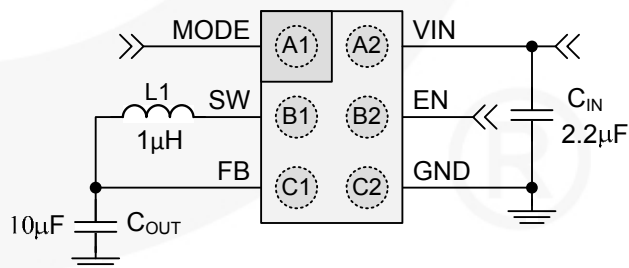 MODE A1 A2 VIN
L1 SW B1 B2 EN CIN
1μH 2.2μF
FB C1 C2 GND
10μF COUT
®